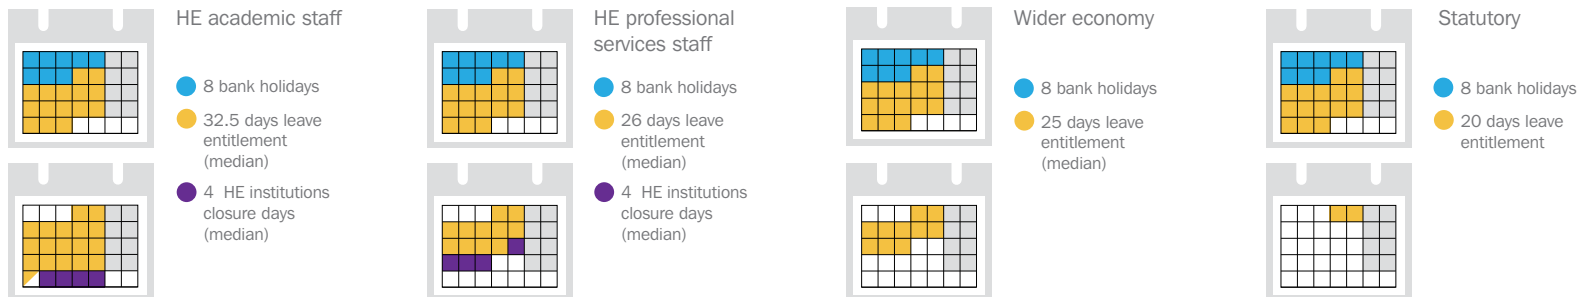 HE academic staff
8 bank holidays
32.5 days leave
entitlement
(median)
4 HE institutions
closure days
(median)
HE professional
services staff
8 bank holidays
26 days leave
entitlement
(median)
4 HE institutions
closure days
(median)
Wider economy
8 bank holidays
25 days leave
entitlement
(median)
Statutory
8 bank holidays
20 days leave
entitlement